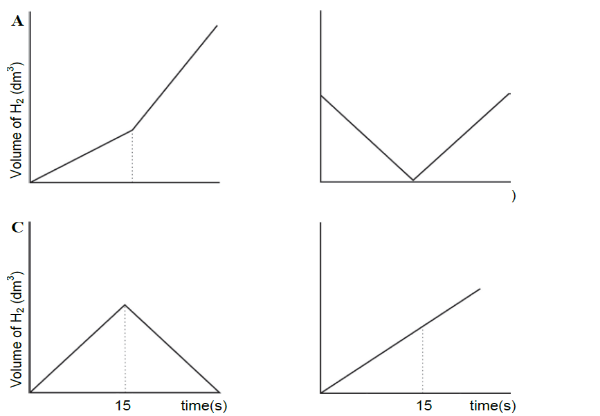 A
Volume of H₂ (dm³)
)
C
Volume of H₂ (dm³)
15 time(s)
15 time(s)